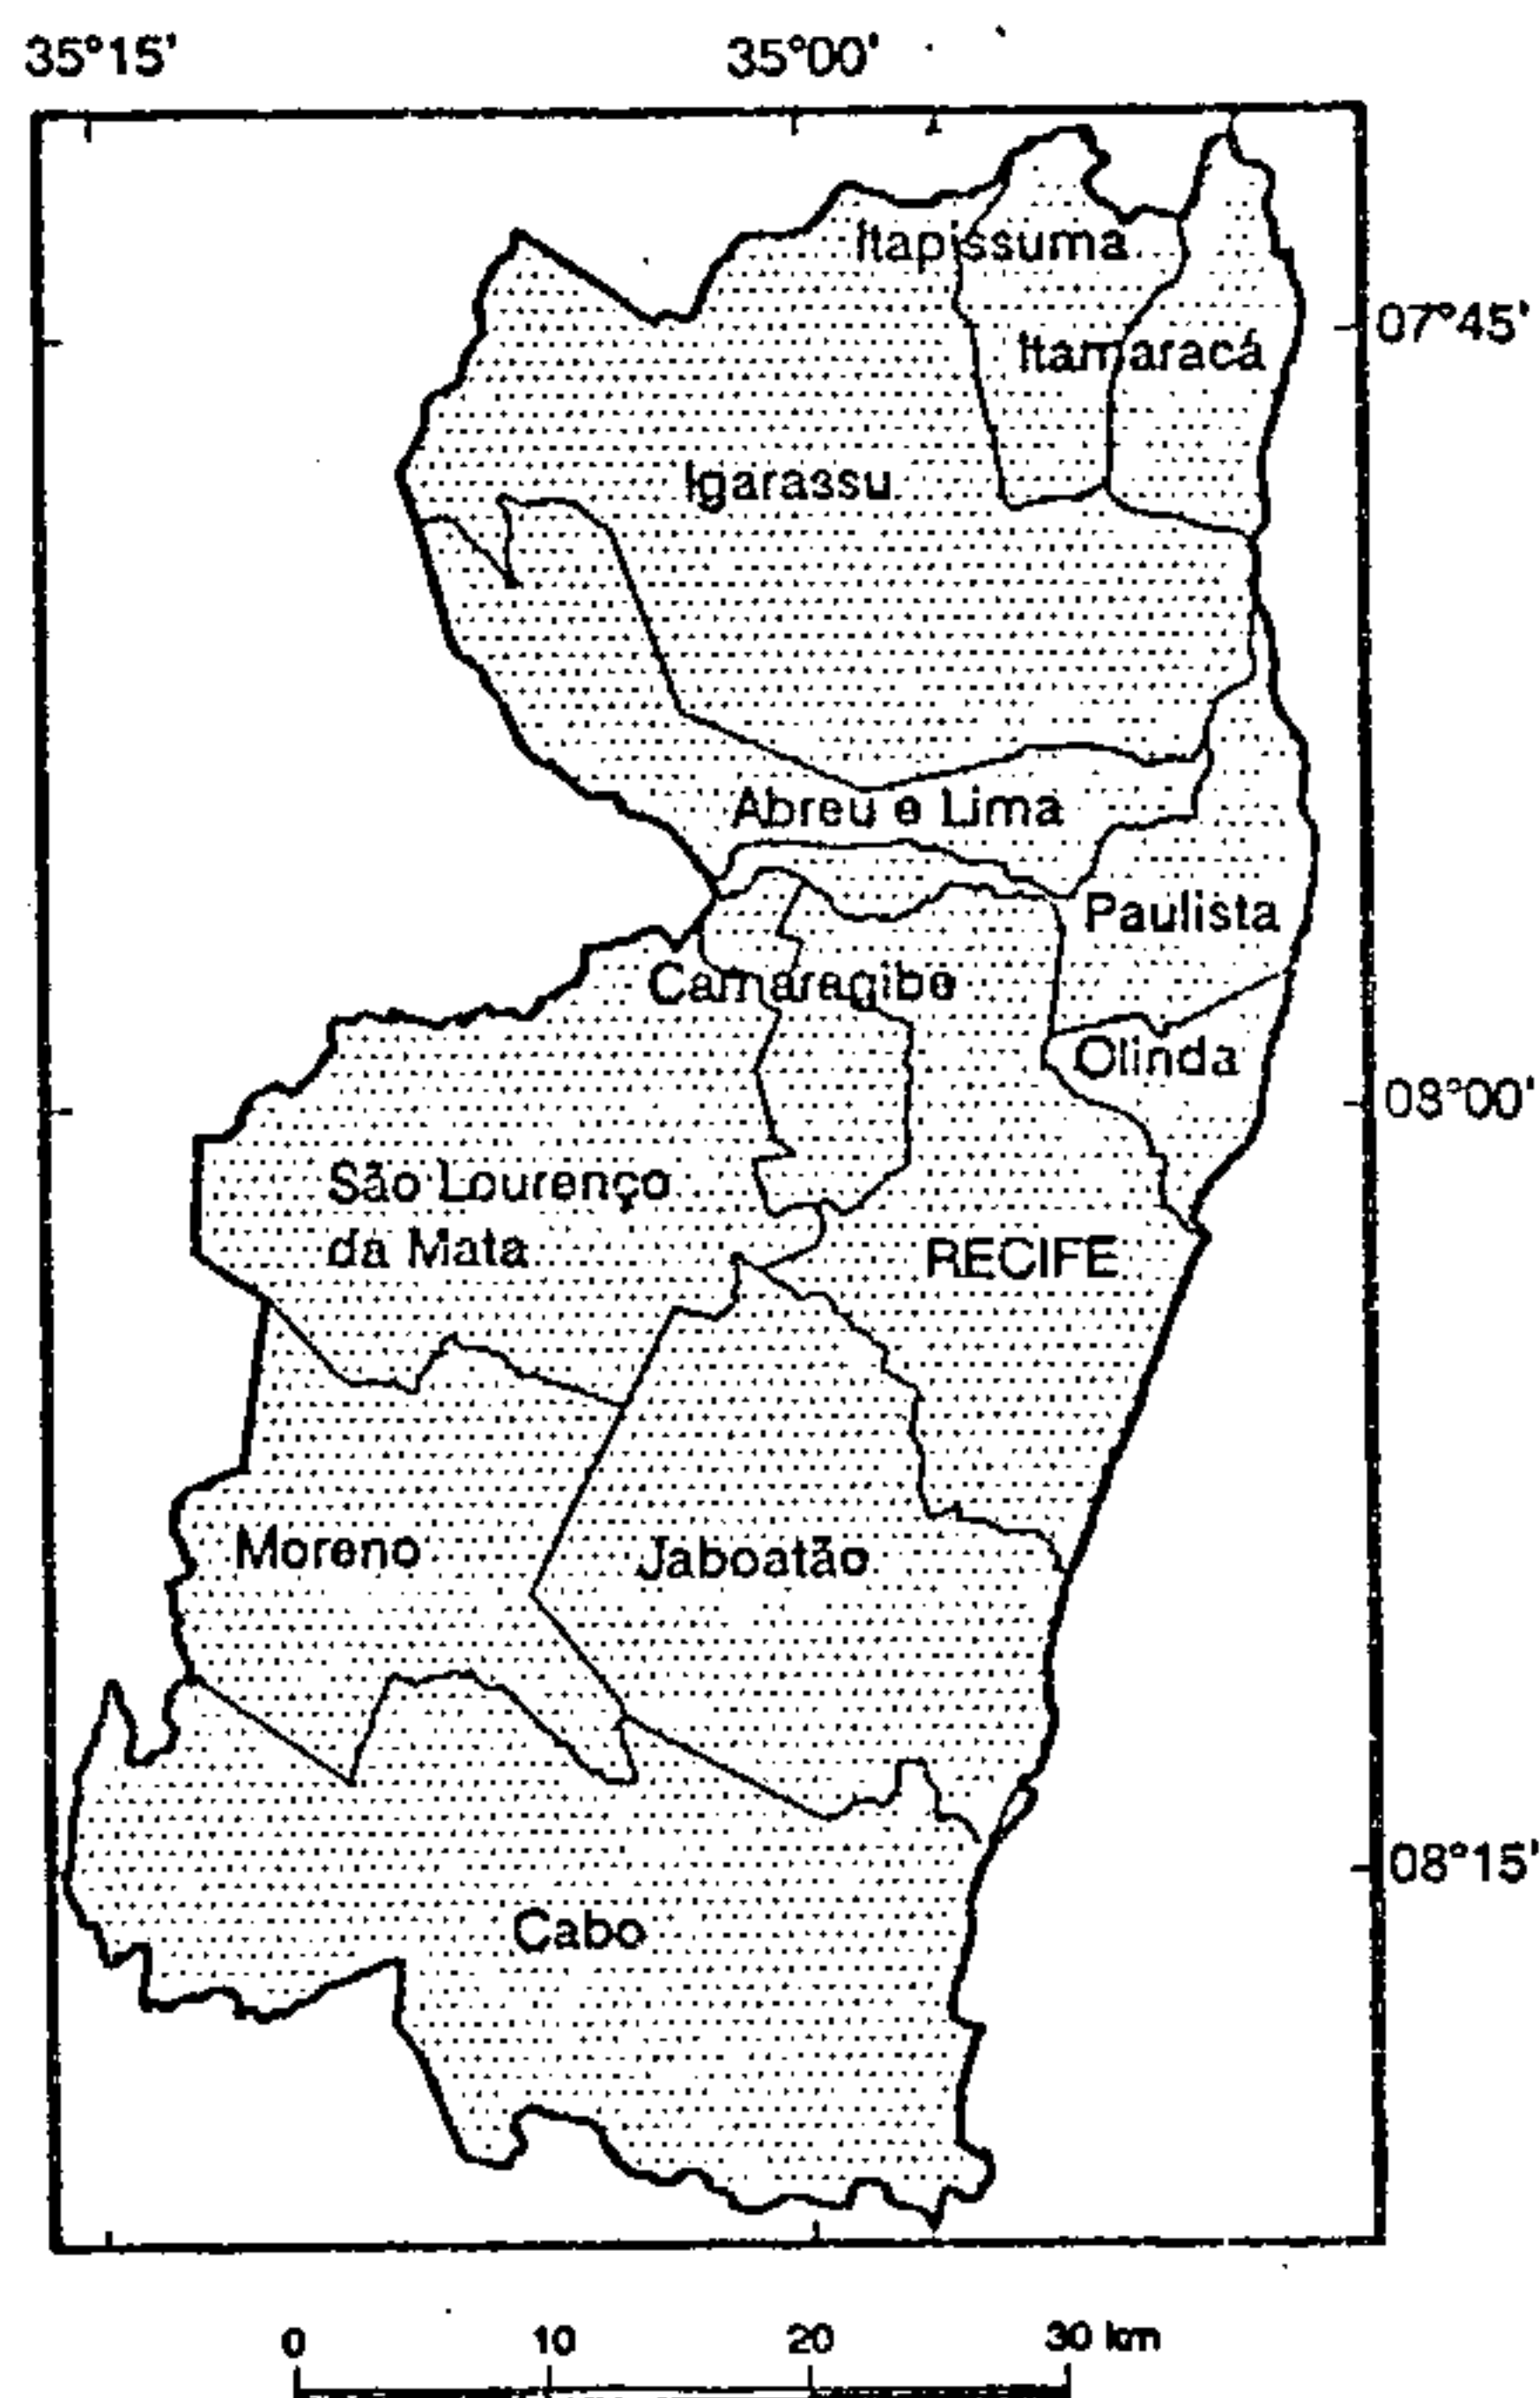 35°15' 35°00'
Itapissuma
07°45'
Itamaracá
Igarassu
Abreu e Lima
Paulista
Camaragibe
Olinda
08°00'
São Lourenço
da Mata
RECIFE
Moreno
Jaboatão
08°15'
Cabo
0 10 20 30 km